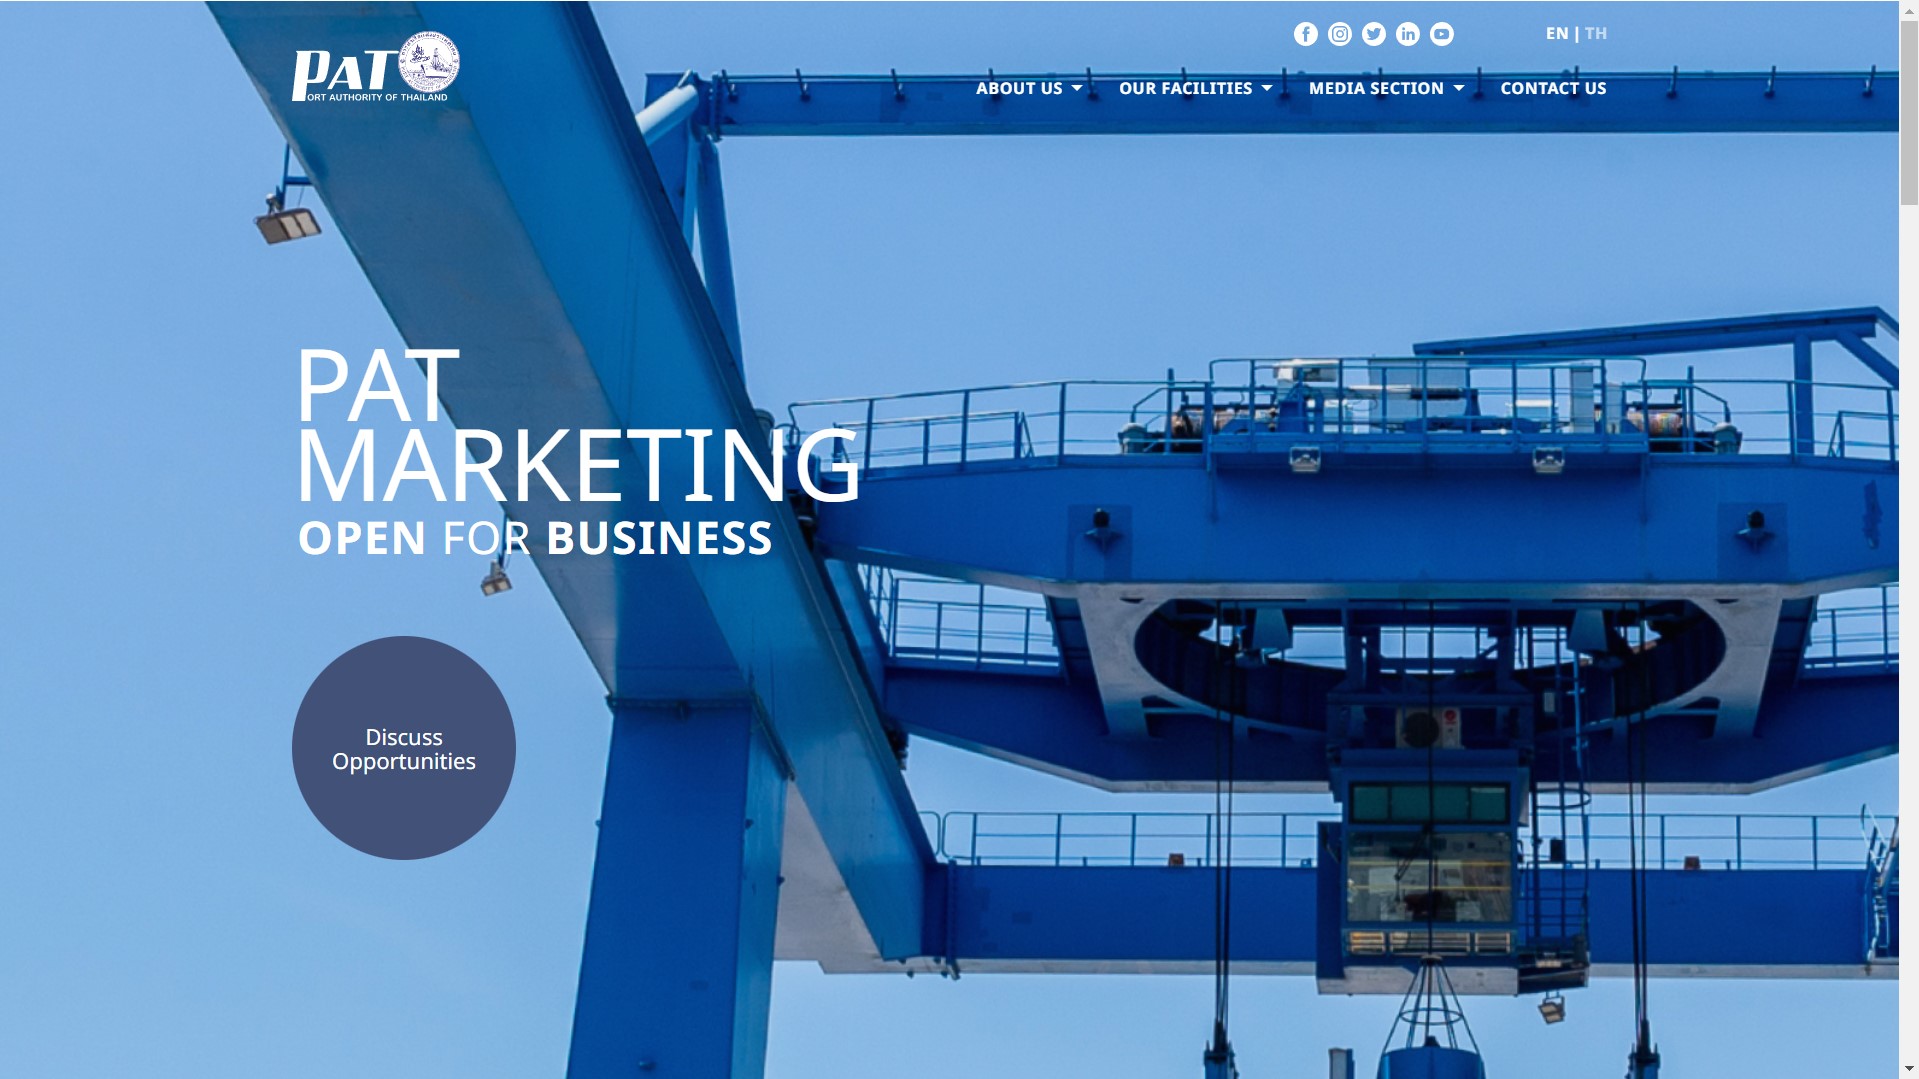 PAT
PORT AUTHORITY OF THAILAND
EN | TH
ABOUT US
OUR FACILITIES
MEDIA SECTION
CONTACT US
PAT
MARKETING
OPEN FOR BUSINESS
Discuss
Opportunities